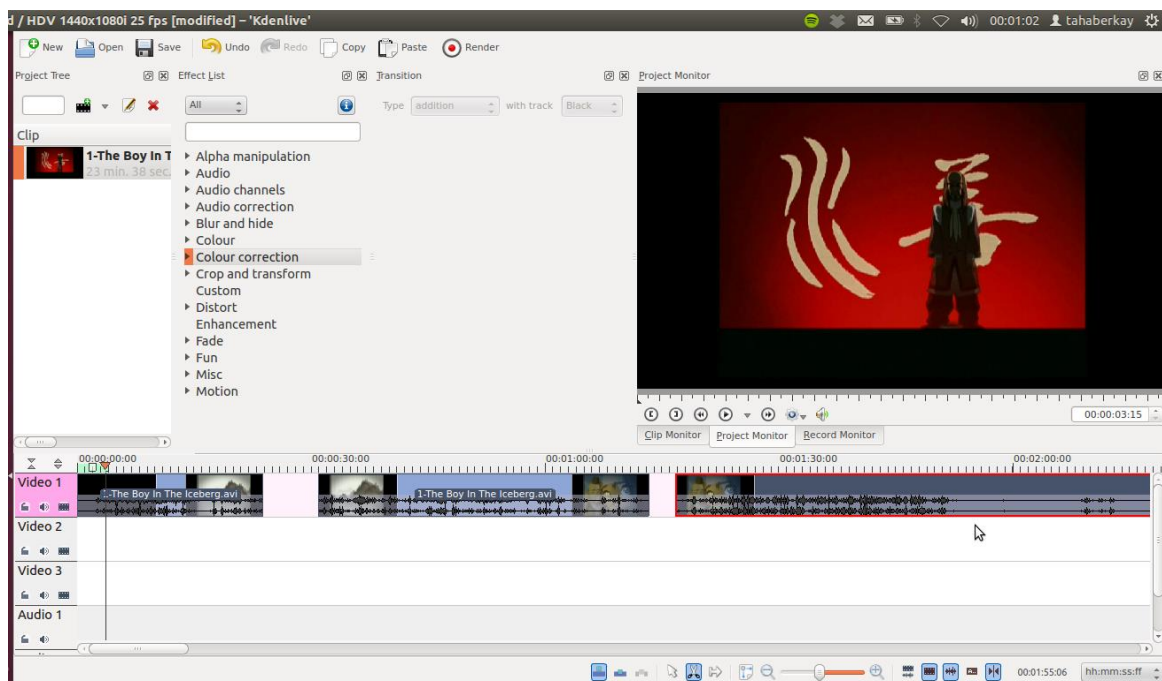 d / HDV 1440x1080i 25 fps [modified] – 'Kdenlive' 00:01:02 tahaberkay
New Open Save Undo Redo Copy Paste Render
Project Tree Effect List Transition Project Monitor
All Type addition with track Black
Clip
1-The Boy In T
23 min. 38 sec.
Alpha manipulation
Audio
Audio channels
Audio correction
Blur and hide
Colour
Colour correction
Crop and transform
Custom
Distort
Enhancement
Fade
Fun
Misc
Motion
00:00:03:15
Clip Monitor Project Monitor Record Monitor
00:00:00:00 00:00:30:00 00:01:00:00 00:01:30:00 00:02:00:00
Video 1
1-The Boy In The Iceberg.avi 1-The Boy In The Iceberg.avi
Video 2
Video 3
Audio 1
00:01:55:06 hh:mm:ss:ff